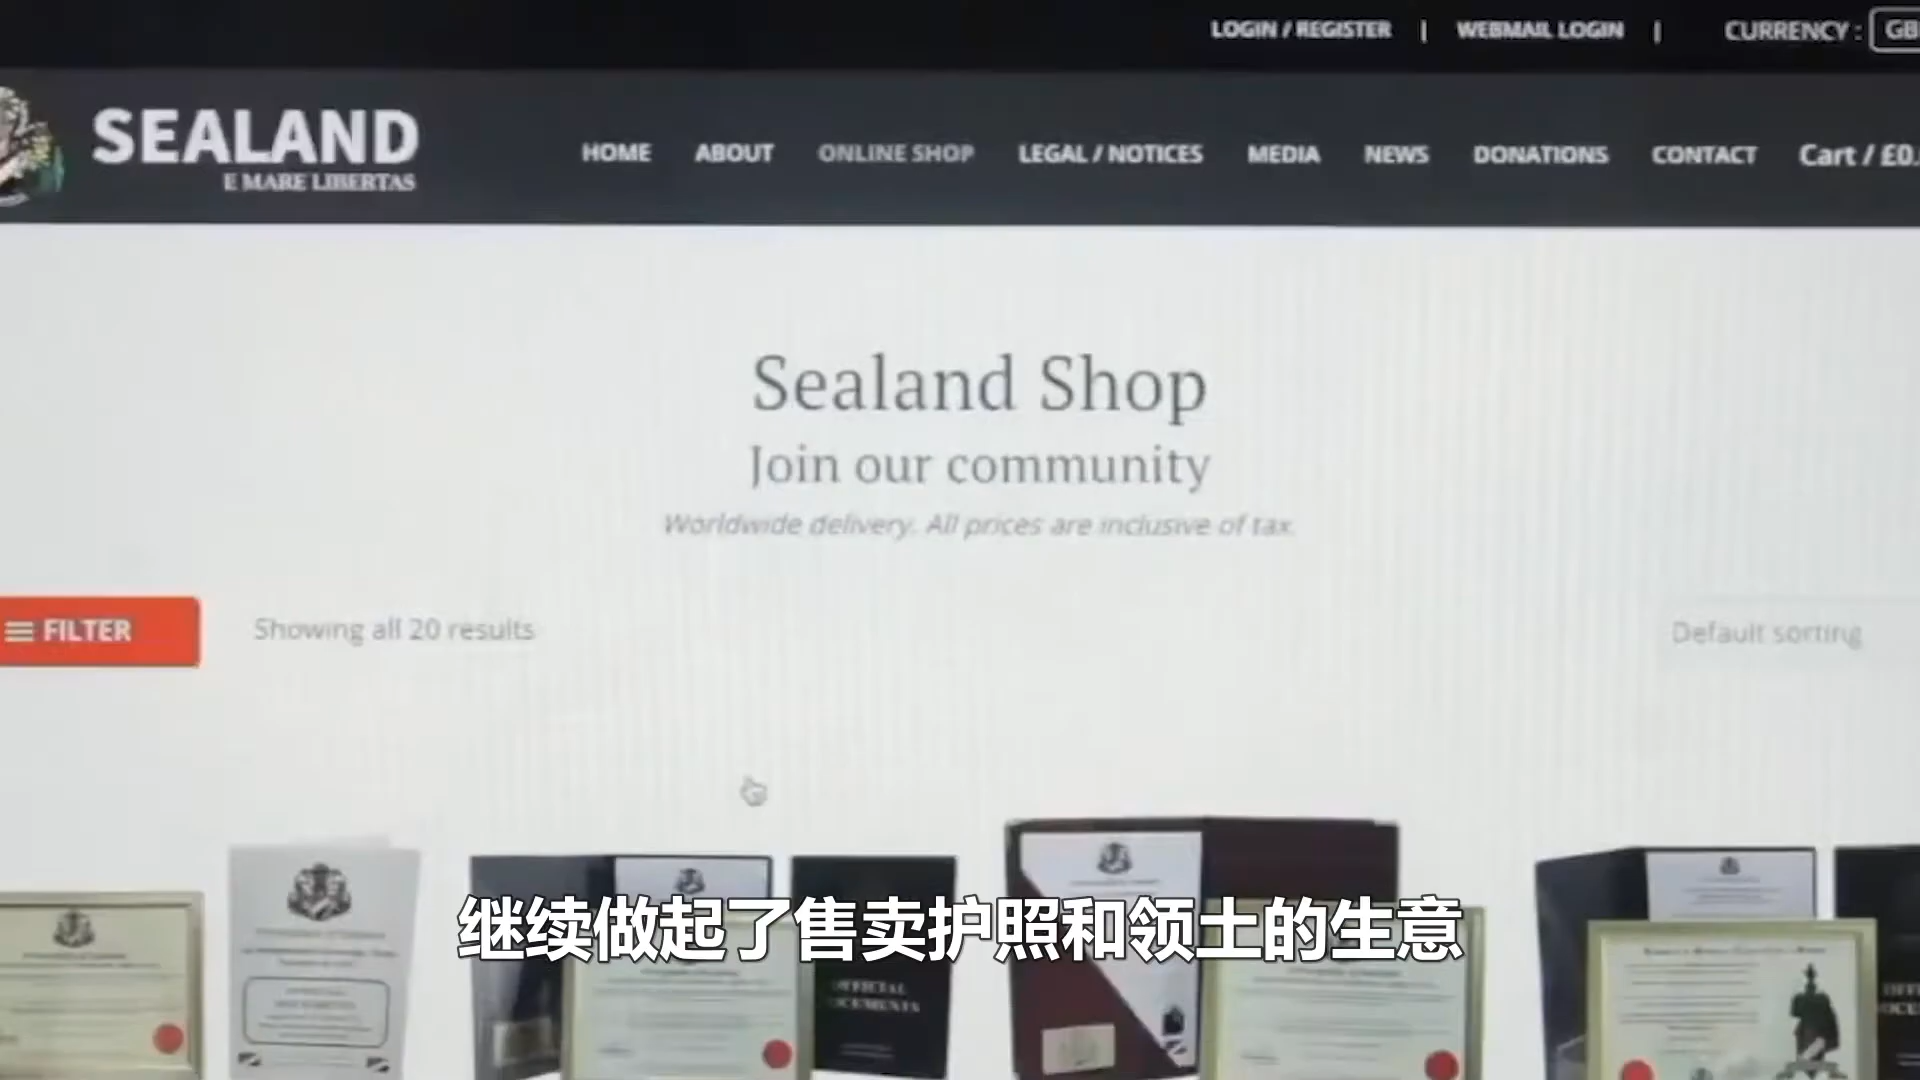 LOGIN / REGISTER | WEBMAIL LOGIN | CURRENCY : GB
SEALAND
E MARE LIBERTAS
HOME ABOUT ONLINE SHOP LEGAL / NOTICES MEDIA NEWS DONATIONS CONTACT Cart / £0.
Sealand Shop
Join our community
Worldwide delivery. All prices are inclusive of tax.
FILTER
Showing all 20 results
Default sorting
继续做起了售卖护照和领土的生意
OFFICIAL
DOCUMENTS